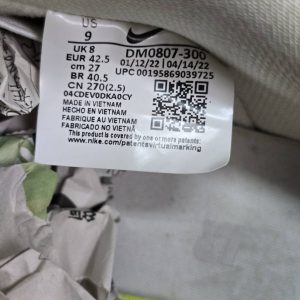 US
9
UK 8
EUR 42.5
cm 27
BR 40.5
CN 270(2.5)
DM0807-300
01/12/22 04/14/22
UPC 00195869039725
04CDEV0DKA0CY
MADE IN VIETNAM
HECHO EN VIETNAM
FABRIQUE AU VIETNAM
FABRICADO NO VIETNÃ
This product is covered by one or more patents:
www.nike.com/patentsvirtualmarking